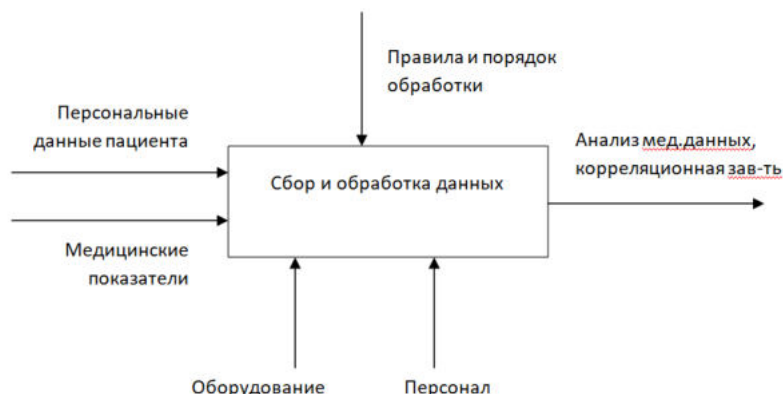 Правила и порядок
обработки
Персональные
данные пациента
Сбор и обработка данных
Анализ мед.данных,
корреляционная зав-ть
Медицинские
показатели
Оборудование
Персонал